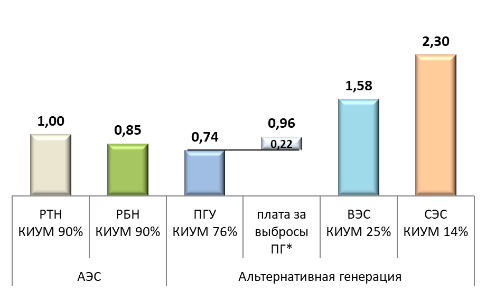 2,30
1,58
1,00
0,85
0,74
0,96
0,22
РТН
КИУМ 90%
РБН
КИУМ 90%
ПГУ
КИУМ 76%
плата за
выбросы
ПГ*
ВЭС
КИУМ 25%
СЭС
КИУМ 14%
АЭС
Альтернативная генерация